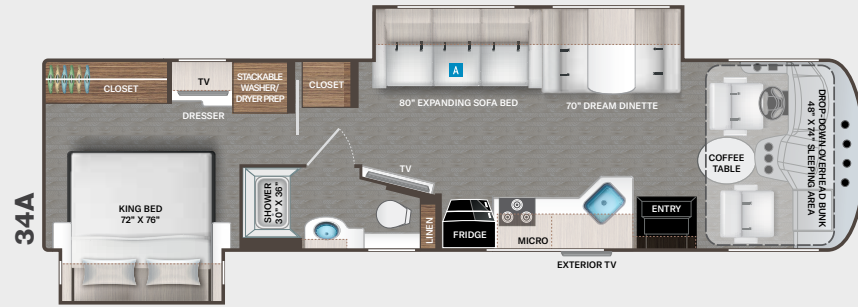 34A
CLOSET
TV
DRESSER
STACKABLE
WASHER/
DRYER PREP
CLOSET
A
80" EXPANDING SOFA BED
70" DREAM DINETTE
DROP-DOWN OVERHEAD BUNK
48" X 74" SLEEPING AREA
COFFEE
TABLE
KING BED
72" X 76"
SHOWER
30" X 36"
TV
LINEN
FRIDGE
MICRO
ENTRY
EXTERIOR TV